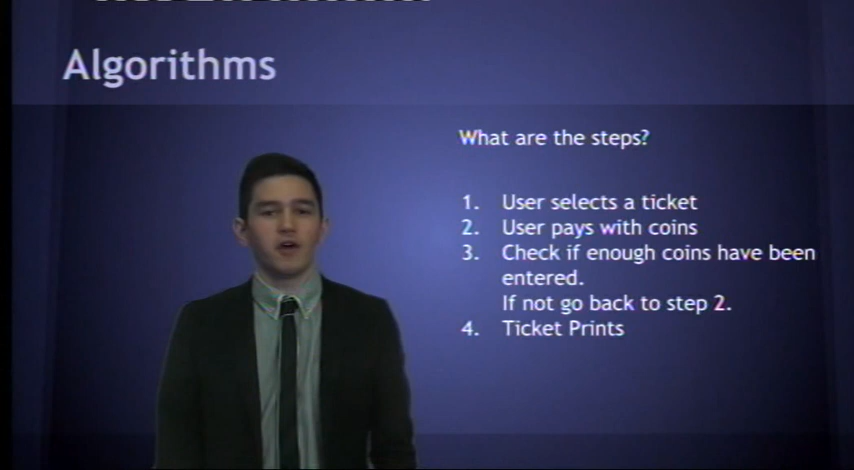 Algorithms
What are the steps?
1. User selects a ticket
2. User pays with coins
3. Check if enough coins have been
entered.
If not go back to step 2.
4. Ticket Prints